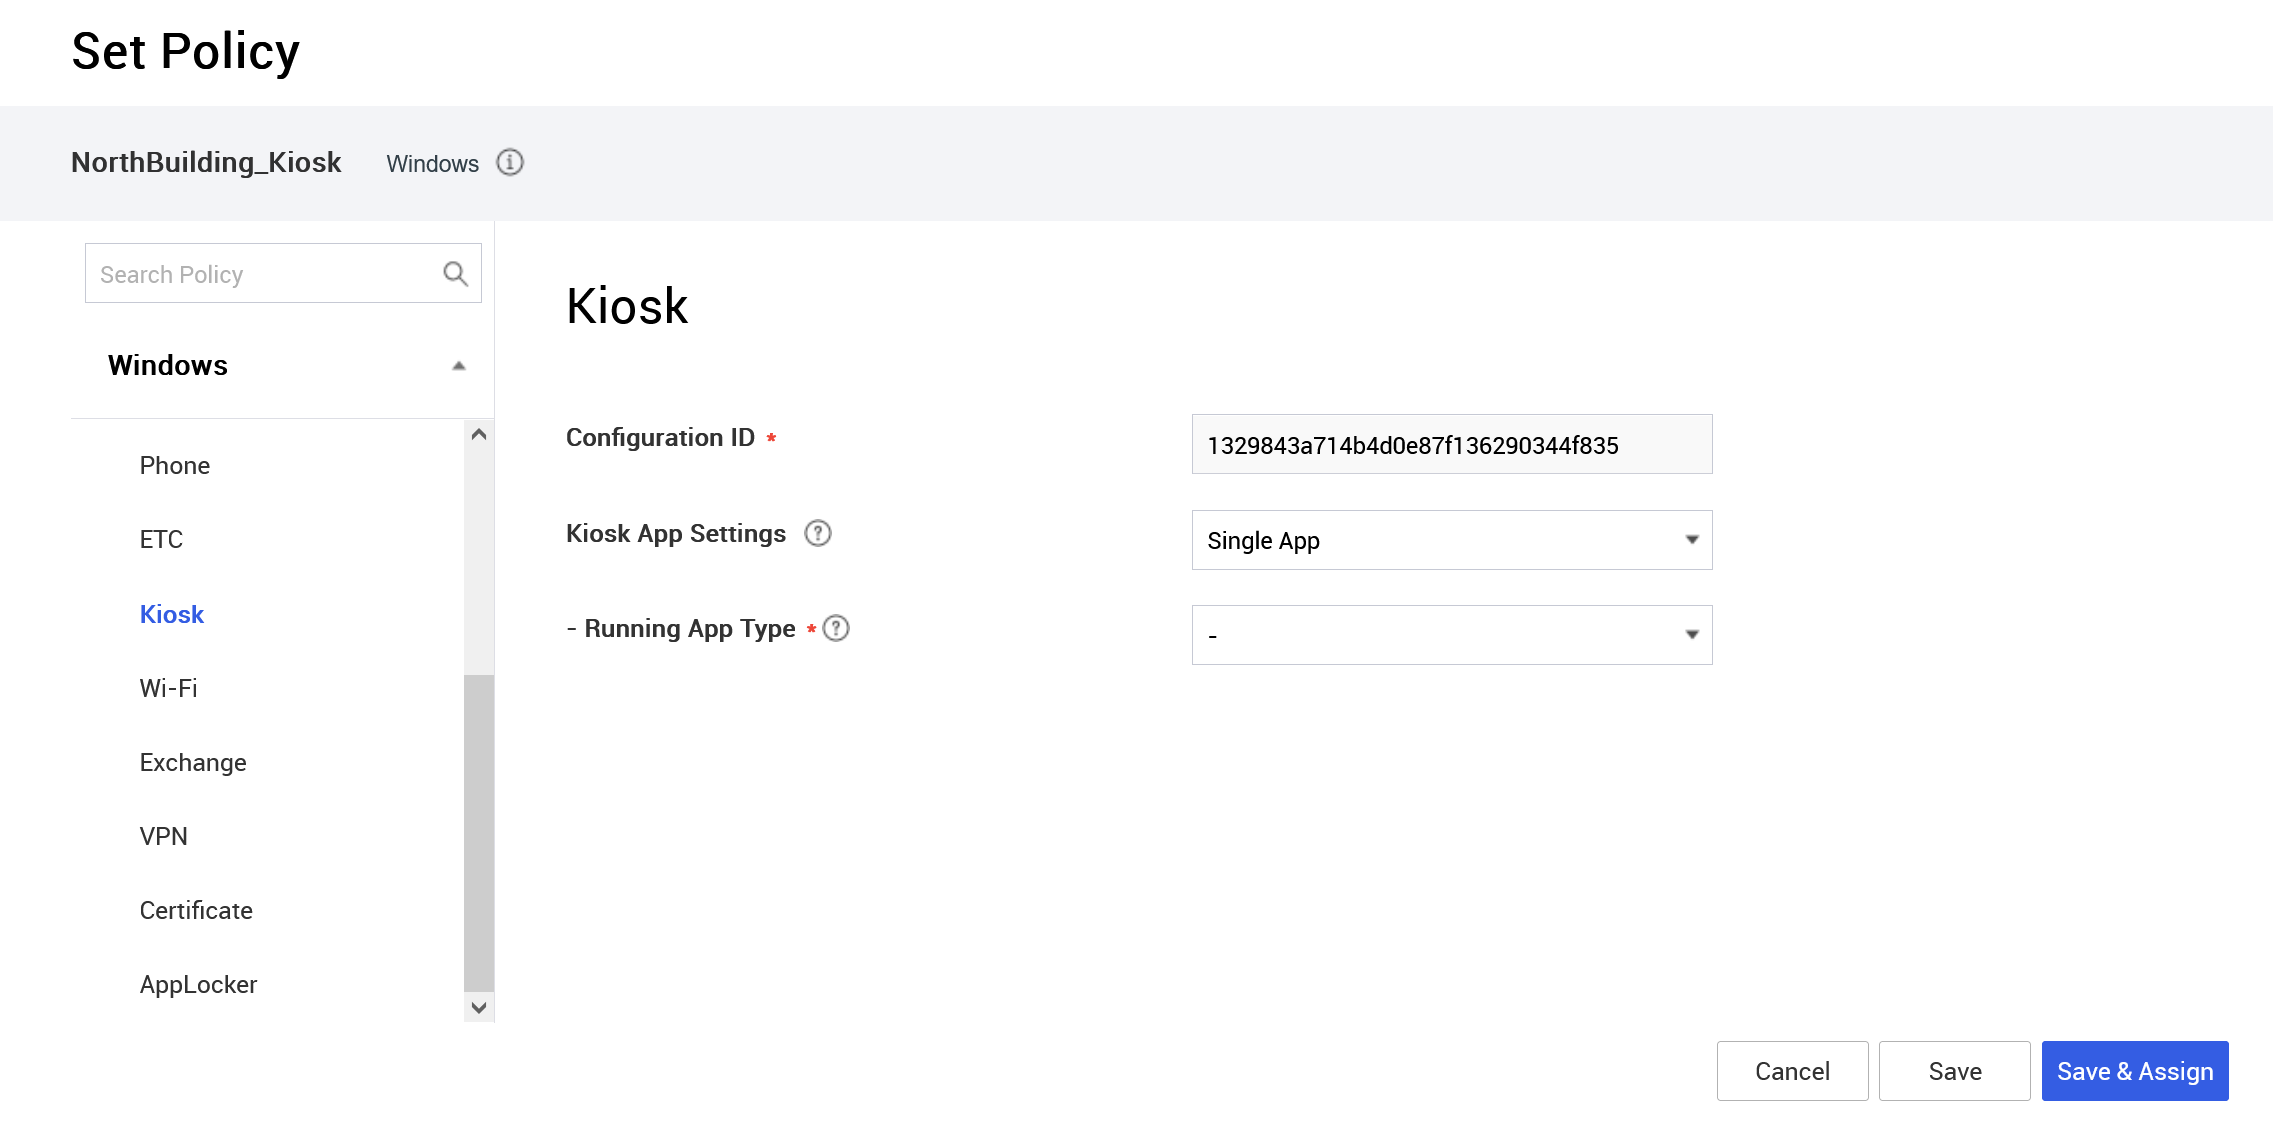 Set Policy
NorthBuilding_Kiosk Windows
Search Policy
Windows
Phone
ETC
Kiosk
Wi-Fi
Exchange
VPN
Certificate
AppLocker
Kiosk
Configuration ID * 1329843a714b4d0e87f136290344f835
Kiosk App Settings ? Single App
- Running App Type * ? -
Cancel Save Save & Assign